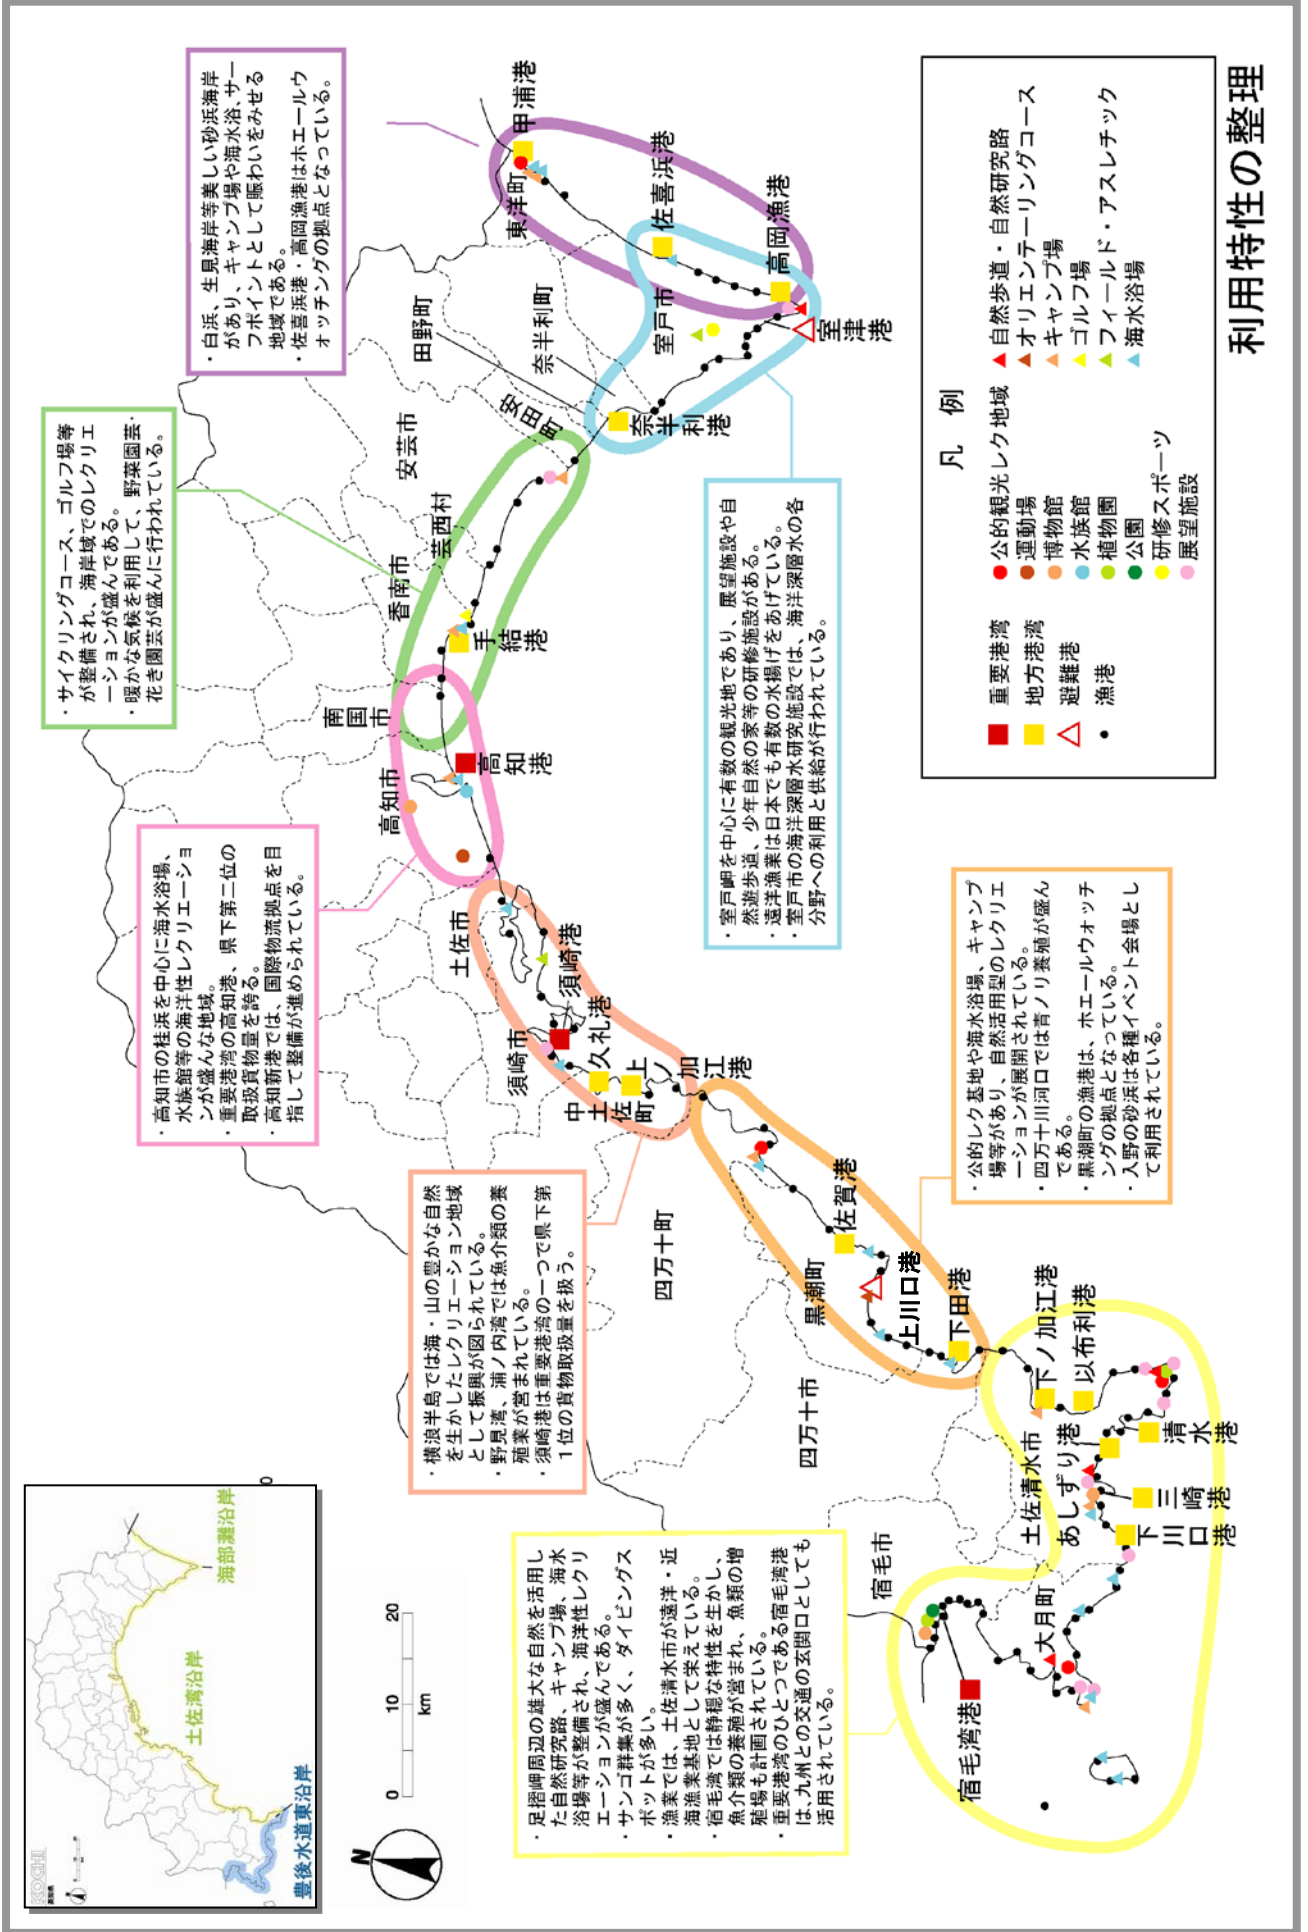 利用特性の整理
・白浜、生見海岸等美しい砂浜海岸
があり、キャンプ場や海水浴、サー
フポイントとして賑わいをみせる
地域である。
・佐喜浜港・高岡漁港はホエールウ
ォッチングの拠点となっている。
・サイクリングコース、ゴルフ場等
が整備され、海岸域でのレクリエ
ーションが盛んである。
・暖かな気候を利用して、野菜園芸・
花き園芸が盛んに行われている。
・高知市の桂浜を中心に海水浴場、
水族館等の海洋性レクリエーショ
ンが盛んな地域。
・重要港湾の高知港、県下第二位の
取扱貨物量を誇る。
・高知新港では、国際物流拠点を目
指して整備が進められている。
・横浪半島では海・山の豊かな自然
を生かしたレクリエーション地域
として振興が図られている。
・野見湾、浦ノ内湾では魚介類の養
殖業が営まれている。
・須崎港は重要港湾の一つで県下第
１位の貨物取扱量を扱う。
・足摺岬周辺の雄大な自然を活用し
た自然研究路、キャンプ場、海水
浴場等が整備され、海洋性レクリ
エーションが盛んである。
・サンゴ群集が多く、ダイビングス
ポットが多い。
・漁業では、土佐清水市が遠洋・近
海漁業基地として栄えている。
・宿毛湾では静穏な特性を生かし、
魚介類の養殖が営まれ、魚類の増
殖場も計画されている。
・重要港湾のひとつである宿毛湾港
は、九州との交通の玄関口としても
活用されている。
・室戸岬を中心に有数の観光地であり、展望施設や自
然遊歩道、少年自然の家等の研修施設がある。
・遠洋漁業は日本でも有数の水揚げをあげている。
・室戸市の海洋深層水研究施設では、海洋深層水の各
分野への利用と供給が行われている。
・公的レク基地や海水浴場、キャンプ
場等があり、自然活用型のレクリエ
ーションが展開されている。
・四万十川河口では青ノリ養殖が盛ん
である。
・黒潮町の漁港は、ホエールウォッチ
ングの拠点となっている。
・入野の砂浜は各種イベント会場とし
て利用されている。
甲浦港
東洋町
佐喜浜港
高岡漁港
室戸市
室津港
田野町
奈半利町
奈半利港
安田町
安芸市
芸西村
香南市
手結港
南国市
高知市
高知港
土佐市
須崎港
須崎市
久礼港
中土佐町
上ノ加江港
四万十町
佐賀港
黒潮町
上川口港
下田港
四万十市
下ノ加江港
以布利港
土佐清水市
あしずり港
清水港
三崎港
下川口港
大月町
宿毛市
宿毛湾港
凡 例
重要港湾
地方港湾
避難港
漁港
公的観光レク地域
運動場
博物館
水族館
植物園
公園
研修スポーツ
展望施設
自然歩道・自然研究路
オリエンテーリングコース
キャンプ場
ゴルフ場
フィールド・アスレチック
海水浴場
KOCHI
高知県
海部灘沿岸
土佐湾沿岸
豊後水道東沿岸
0
N
0 10 20
km